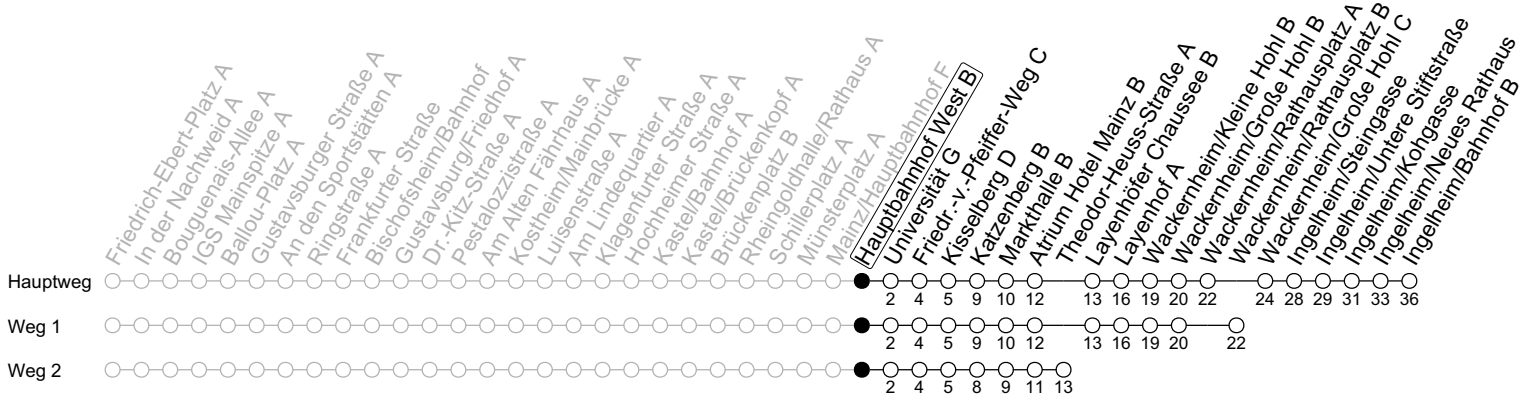 Friedrich-Ebert-Platz A
In der Nachtweid A
Bouguenais-Allee A
IGS Mainspitze A
Ballou-Platz A
Gustavsburger Straße A
An den Sportstätten A
Ringstraße A
Frankfurter Straße
Bischofsheim/Bahnhof
Gustavsburg/Friedhof A
Dr.-Kitz-Straße A
Pestalozzistraße A
Am Alten Fährhaus A
Kostheim/Mainbrücke A
Luisenstraße A
Am Lindequartier A
Klagenfurter Straße A
Hochheimer Straße A
Kastel/Bahnhof A
Kastel/Brückenkopf A
Brückenplatz B
Rheingoldhalle/Rathaus A
Schillerplatz A
Münsterplatz A
Mainz/Hauptbahnhof F
Hauptbahnhof West B
Universität G
Friedr.-v.-Pfeiffer-Weg C
Kisselberg D
Katzenberg B
Markthalle B
Atrium Hotel Mainz B
Theodor-Heuss-Straße A
Layenhöfer Chaussee B
Layenhof A
Wackernheim/Kleine Hohl B
Wackernheim/Große Hohl B
Wackernheim/Rathausplatz A
Wackernheim/Rathausplatz B
Wackernheim/Große Hohl C
Ingelheim/Steingasse
Ingelheim/Untere Stiftstraße
Ingelheim/Kohgasse
Ingelheim/Neues Rathaus
Ingelheim/Bahnhof B
Hauptweg
2 4 5 9 10 12 13 16 19 20 22 24 28 29 31 33 36
Weg 1
2 4 5 9 10 12 13 16 19 20 22
Weg 2
2 4 5 8 9 11 13